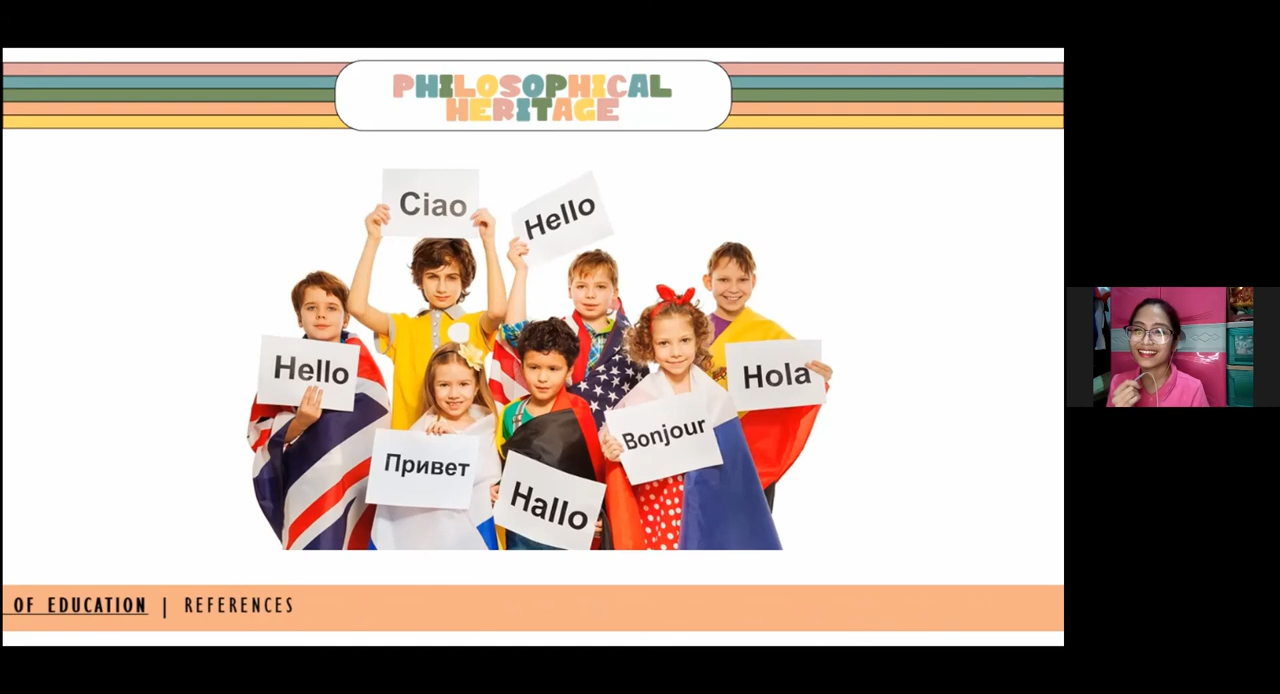 PHILOSOPHICAL
HERITAGE
Ciao
Hello
Hello
Hola
Привет
Bonjour
Hallo
OF EDUCATION | REFERENCES